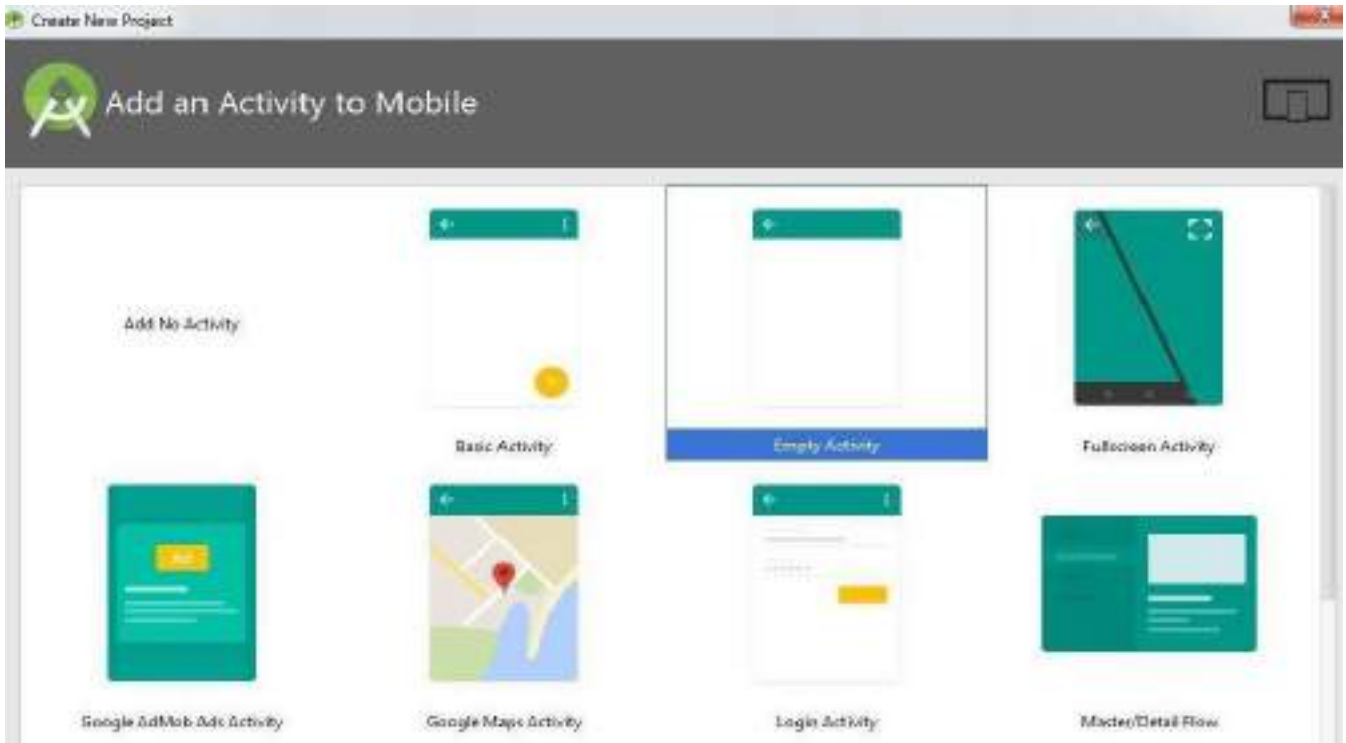 Create New Project
Add an Activity to Mobile
Add No Activity
Basic Activity
Empty Activity
Fullscreen Activity
Ad
Google AdMob Ads Activity
Google Maps Activity
Login Activity
Master/Detail Flow